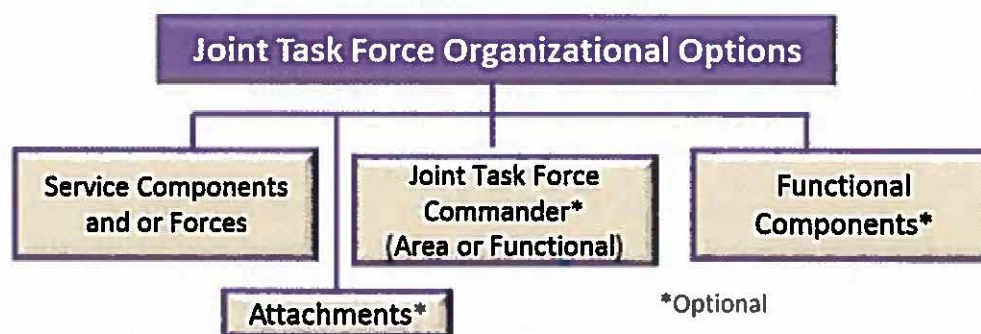 Joint Task Force Organizational Options
Service Components
and or Forces
Joint Task Force
Commander*
(Area or Functional)
Functional
Components*
Attachments*
*Optional